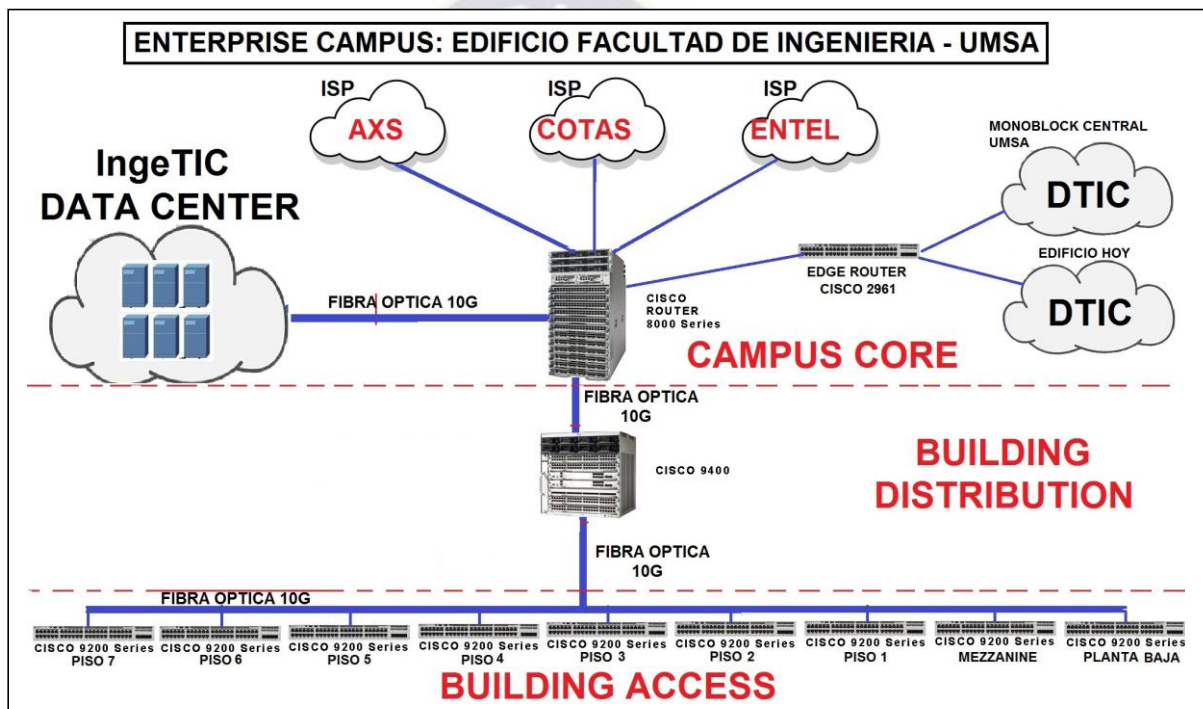 ENTERPRISE CAMPUS: EDIFICIO FACULTAD DE INGENIERIA - UMSA
ISP
AXS
ISP
COTAS
ISP
ENTEL
IngeTIC
DATA CENTER
MONOBLOCK CENTRAL
UMSA
DTIC
EDIFICIO HOY
DTIC
EDGE ROUTER
CISCO 2961
FIBRA OPTICA 10G
CISCO
ROUTER
8000 Series
CAMPUS CORE
FIBRA OPTICA
10G
CISCO 9400
BUILDING
DISTRIBUTION
FIBRA OPTICA
10G
FIBRA OPTICA 10G
CISCO 9200 Series
PISO 7
CISCO 9200 Series
PISO 6
CISCO 9200 Series
PISO 5
CISCO 9200 Series
PISO 4
CISCO 9200 Series
PISO 3
CISCO 9200 Series
PISO 2
CISCO 9200 Series
PISO 1
CISCO 9200 Series
MEZZANINE
CISCO 9200 Series
PLANTA BAJA
BUILDING ACCESS